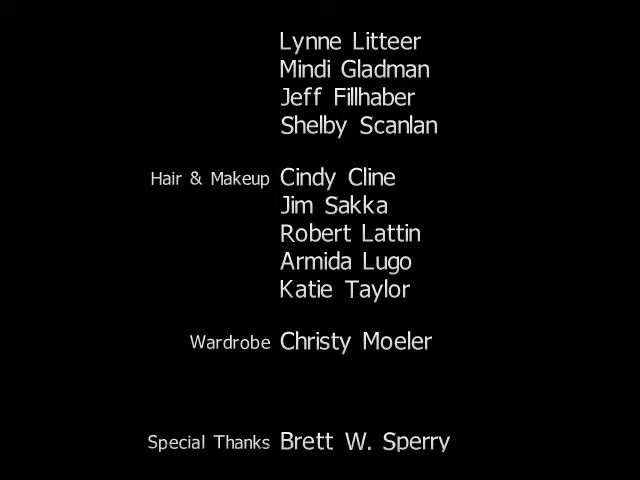 Lynne Litteer
Mindi Gladman
Jeff Fillhaber
Shelby Scanlan
Hair & Makeup Cindy Cline
Jim Sakka
Robert Lattin
Armida Lugo
Katie Taylor
Wardrobe Christy Moeler
Special Thanks Brett W. Sperry